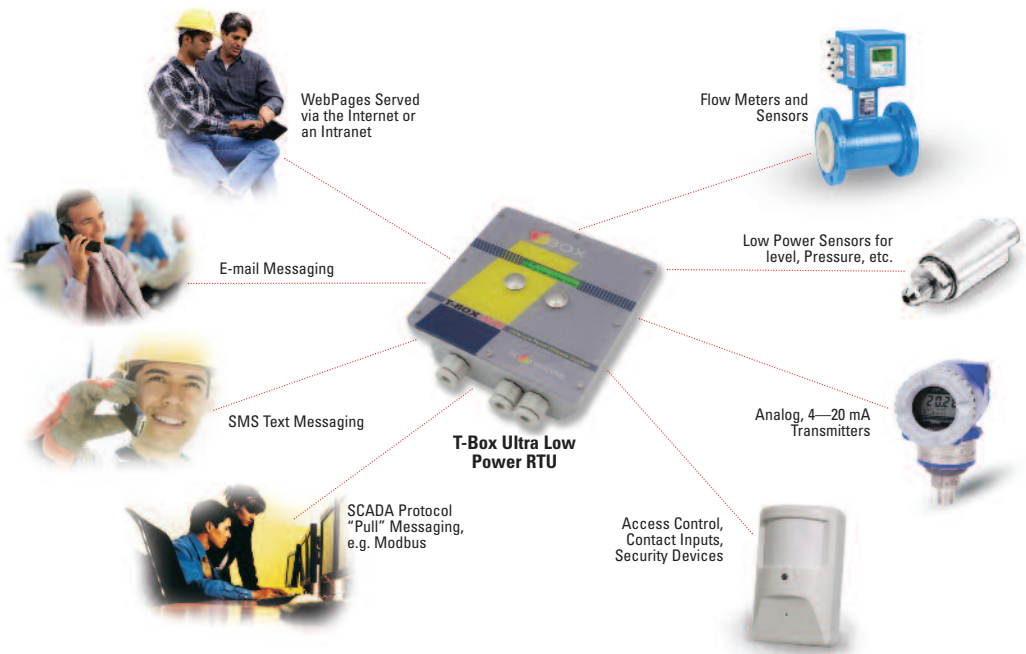 WebPages Served
via the Internet or
an Intranet
Flow Meters and
Sensors
E-mail Messaging
Low Power Sensors for
level, Pressure, etc.
BOX
T-BOX
SMS Text Messaging
T-Box Ultra Low
Power RTU
Analog, 4—20 mA
Transmitters
SCADA Protocol
"Pull" Messaging,
e.g. Modbus
Access Control,
Contact Inputs,
Security Devices